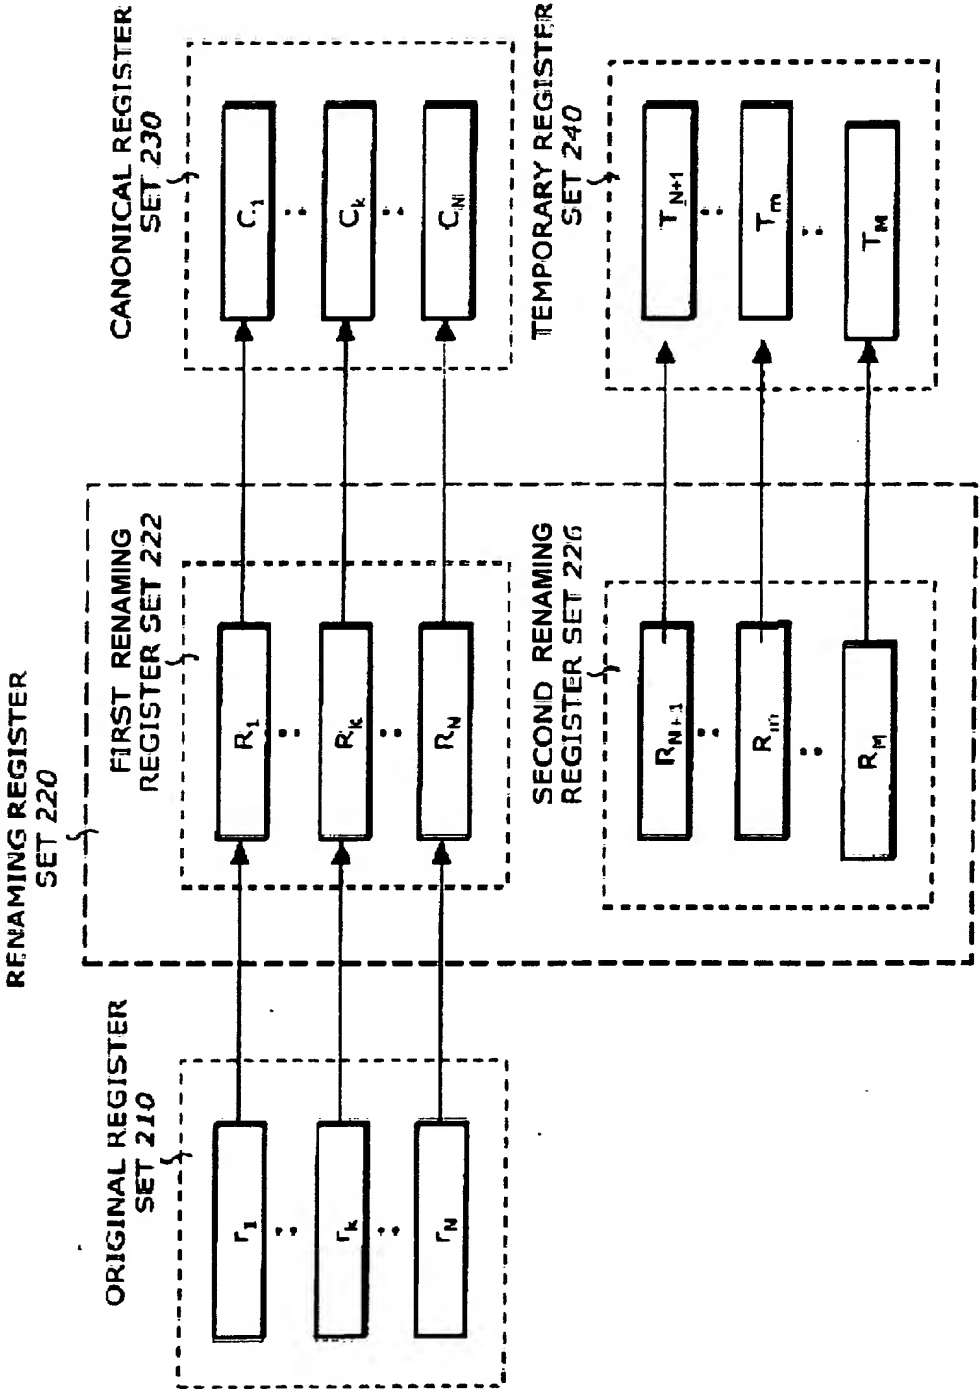 RENAMING REGISTER
SET 220
ORIGINAL REGISTER
SET 210
r1
:
rk
:
rN
FIRST RENAMING
REGISTER SET 222
R1
:
Rk
:
RN
CANONICAL REGISTER
SET 230
C1
:
Ck
:
CN
SECOND RENAMING
REGISTER SET 226
RN+1
:
Rm
:
RM
TEMPORARY REGISTER
SET 240
TN+1
:
Tm
:
TM